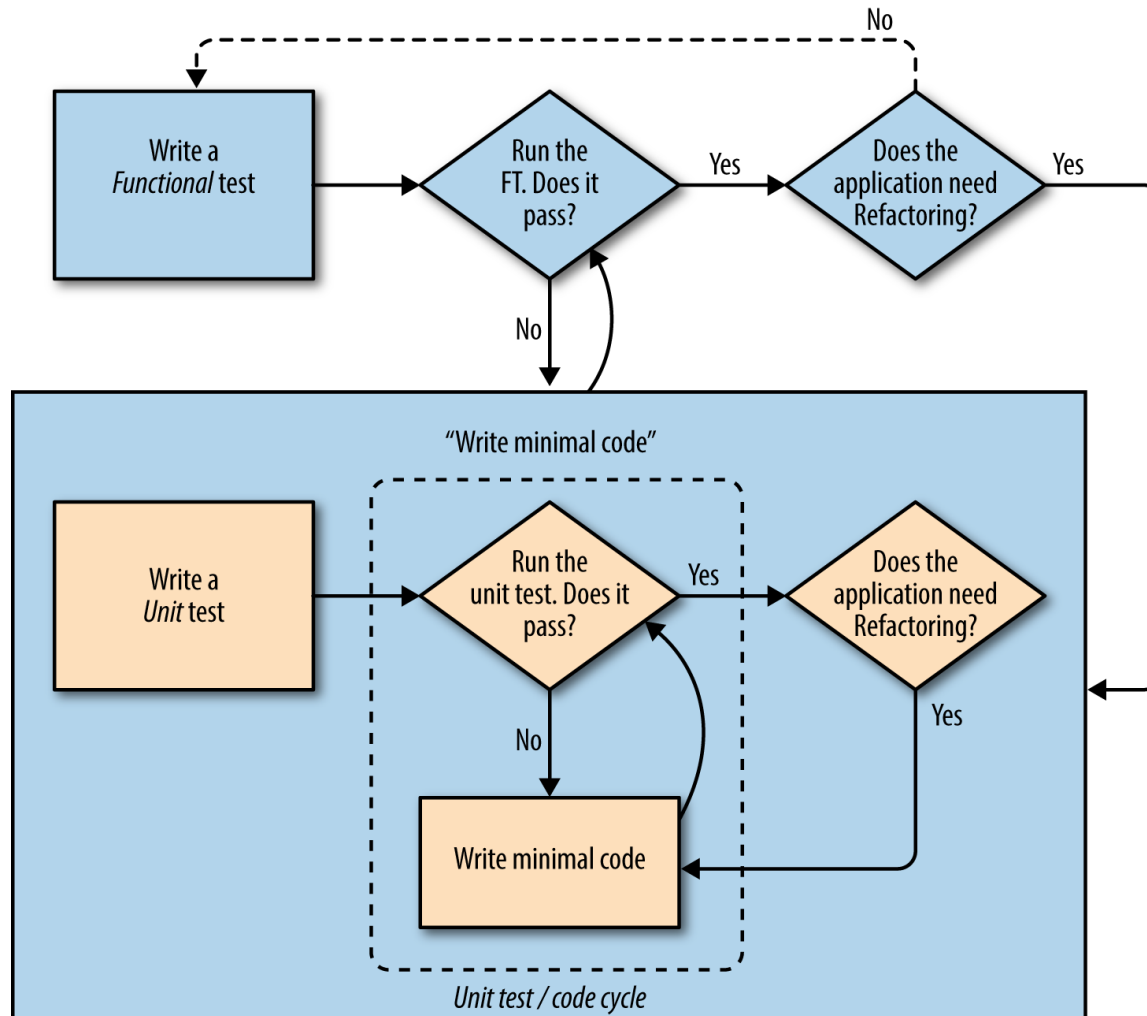 No
Write a
Functional test
Run the
FT. Does it
pass?
Yes
Does the
application need
Refactoring?
Yes
No
“Write minimal code”
Write a
Unit test
Run the
unit test. Does it
pass?
Yes
Does the
application need
Refactoring?
No
Yes
Write minimal code
Unit test / code cycle